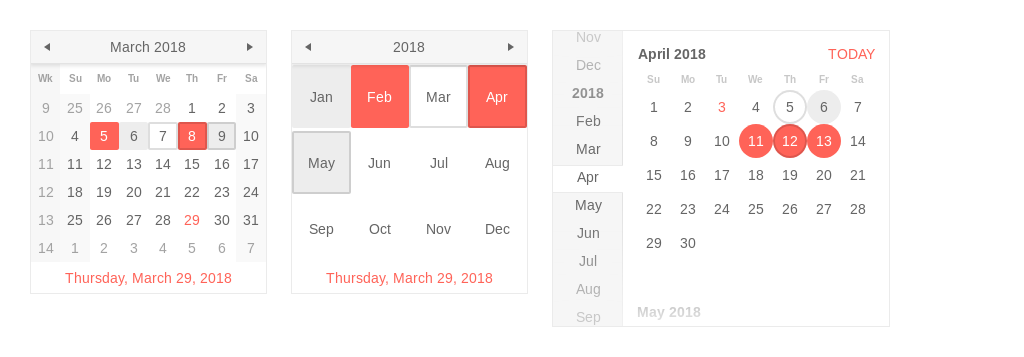 March 2018
Wk Su Mo Tu We Th Fr Sa
9 25 26 27 28 1 2 3
10 4 5 6 7 8 9 10
11 11 12 13 14 15 16 17
12 18 19 20 21 22 23 24
13 25 26 27 28 29 30 31
14 1 2 3 4 5 6 7
Thursday, March 29, 2018
2018
Jan Feb Mar Apr
May Jun Jul Aug
Sep Oct Nov Dec
Thursday, March 29, 2018
Nov
Dec
2018
Feb
Mar
Apr
May
Jun
Jul
Aug
Sep
April 2018 TODAY
Su Mo Tu We Th Fr Sa
1 2 3 4 5 6 7
8 9 10 11 12 13 14
15 16 17 18 19 20 21
22 23 24 25 26 27 28
29 30
May 2018